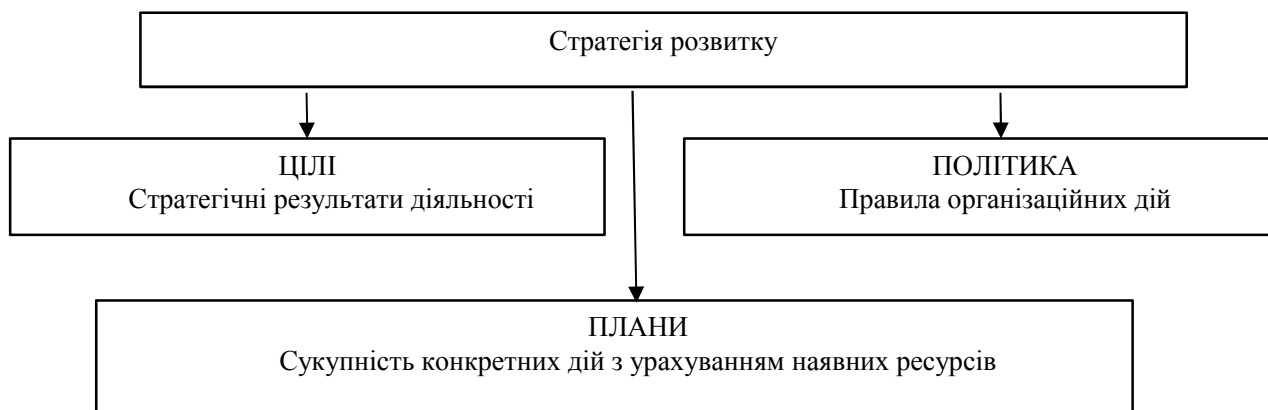 Стратегія розвитку
ЦІЛІ
Стратегічні результати діяльності
ПОЛІТИКА
Правила організаційних дій
ПЛАНИ
Сукупність конкретних дій з урахуванням наявних ресурсів